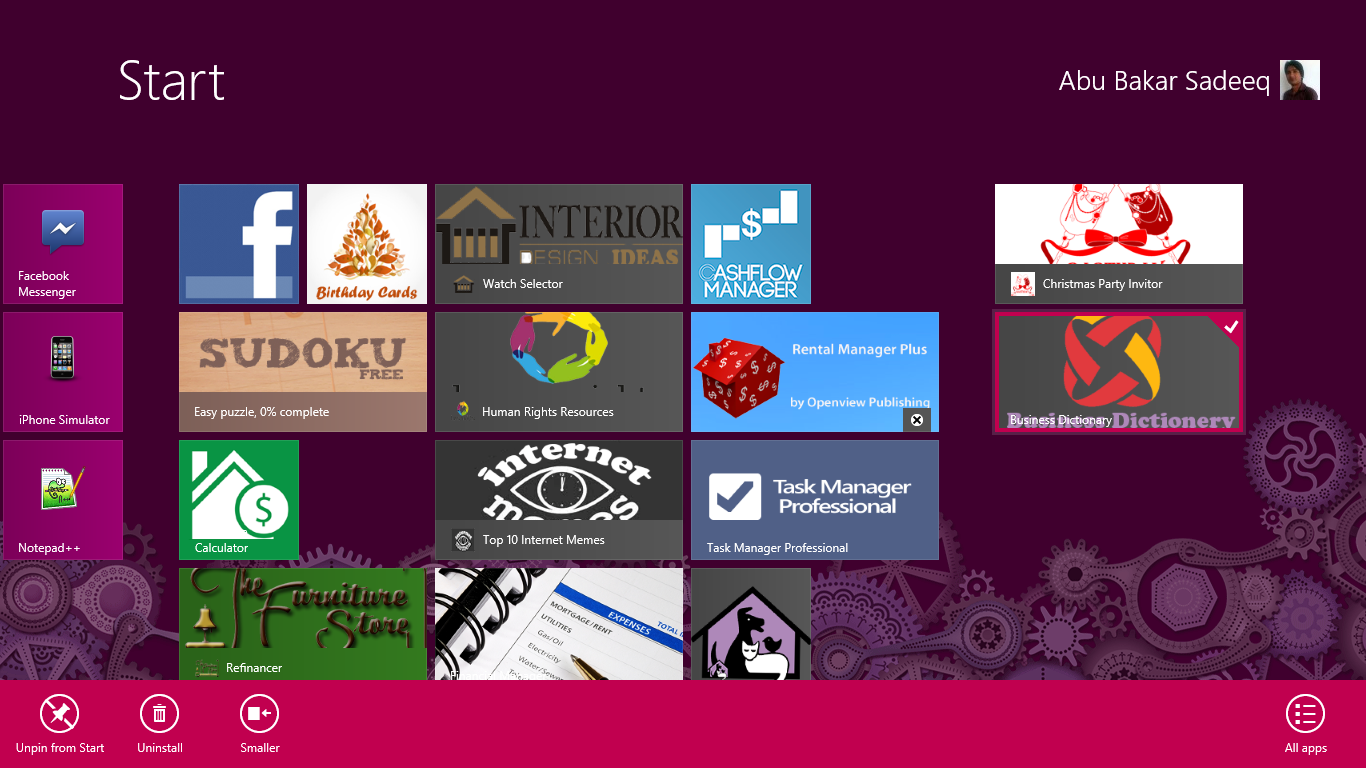 Start
Abu Bakar Sadeeq
Facebook
Messenger
Birthday Cards
INTERIOR
DESIGN IDEAS
Watch Selector
$
CASHFLOW
MANAGER
Christmas Party Invitor
iPhone Simulator
SUDOKU
FREE
Easy puzzle, 0% complete
Human Rights Resources
Rental Manager Plus
by Openview Publishing
Business Dictionery
Business Dictionary
Notepad++
$
Calculator
internet
memes
Top 10 Internet Memes
Task Manager
Professional
Task Manager Professional
The
Furniture
Store
Refinancer
EXPENSES
MORTGAGE/RENT
UTILITIES
Gas/Oil
Electricity
Unpin from Start
Uninstall
Smaller
All apps